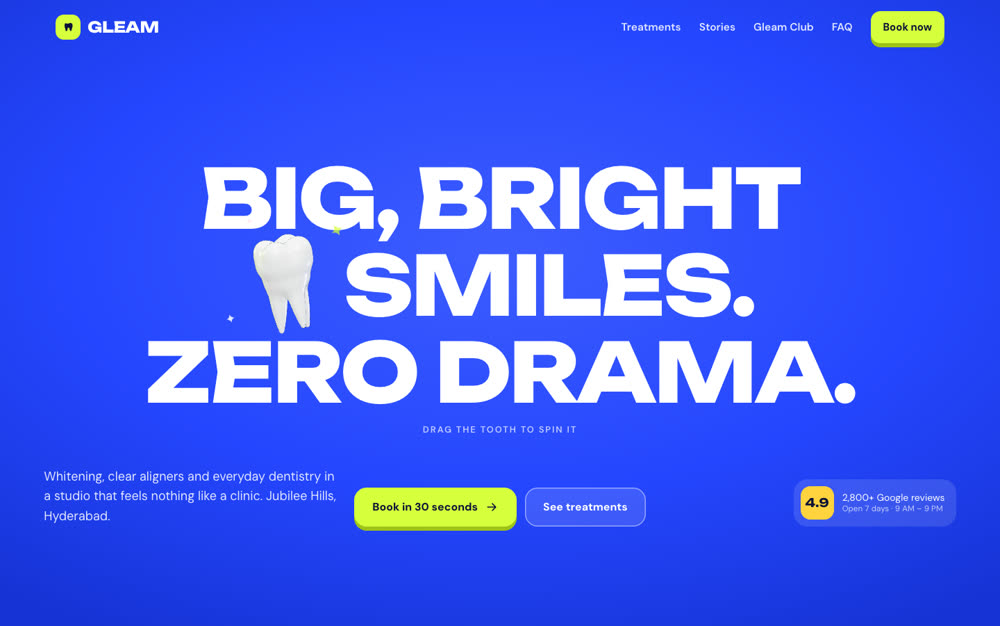 GLEAM
Treatments
Stories
Gleam Club
FAQ
Book now
BIG, BRIGHT
SMILES.
ZERO DRAMA.
DRAG THE TOOTH TO SPIN IT
Whitening, clear aligners and everyday dentistry in
a studio that feels nothing like a clinic. Jubilee Hills,
Hyderabad.
Book in 30 seconds →
See treatments
4.9
2,800+ Google reviews
Open 7 days · 9 AM – 9 PM